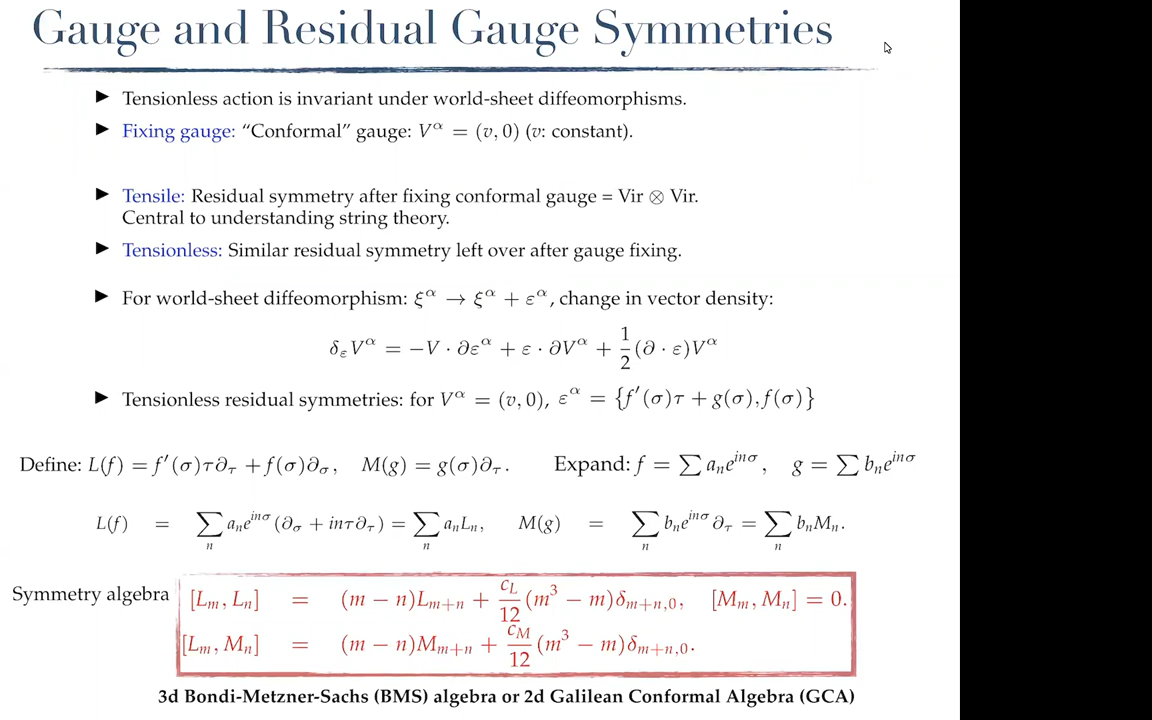 Gauge and Residual Gauge Symmetries
▶ Tensionless action is invariant under world-sheet diffeomorphisms.
▶ Fixing gauge: “Conformal” gauge: V^α = (v, 0) (v: constant).
▶ Tensile: Residual symmetry after fixing conformal gauge = Vir ⊗ Vir.
Central to understanding string theory.
▶ Tensionless: Similar residual symmetry left over after gauge fixing.
▶ For world-sheet diffeomorphism: ξ^α → ξ^α + ε^α, change in vector density:
δ_ε V^α = −V · ∂ε^α + ε · ∂V^α + 1/2 (∂ · ε)V^α
▶ Tensionless residual symmetries: for V^α = (v, 0), ε^α = {f′(σ)τ + g(σ), f(σ)}
Define: L(f) = f′(σ)τ∂_τ + f(σ)∂_σ, M(g) = g(σ)∂_τ. Expand: f = ∑ a_n e^{inσ}, g = ∑ b_n e^{inσ}
L(f) = ∑_n a_n e^{inσ}(∂_σ + inτ∂_τ) = ∑_n a_n L_n, M(g) = ∑_n b_n e^{inσ}∂_τ = ∑_n b_n M_n.
Symmetry algebra [L_m, L_n] = (m − n)L_{m+n} + c_L/12 (m^3 − m)δ_{m+n,0}, [M_m, M_n] = 0.
[L_m, M_n] = (m − n)M_{m+n} + c_M/12 (m^3 − m)δ_{m+n,0}.
3d Bondi-Metzner-Sachs (BMS) algebra or 2d Galilean Conformal Algebra (GCA)